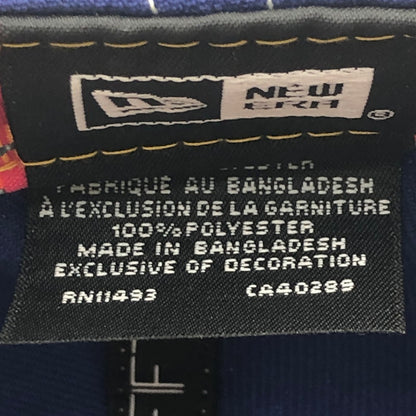 NEW
ERA
®
FABRIQUÉ AU BANGLADESH
À L'EXCLUSION DE LA GARNITURE
100% POLYESTER
MADE IN BANGLADESH
EXCLUSIVE OF DECORATION
RN11493 CA40289